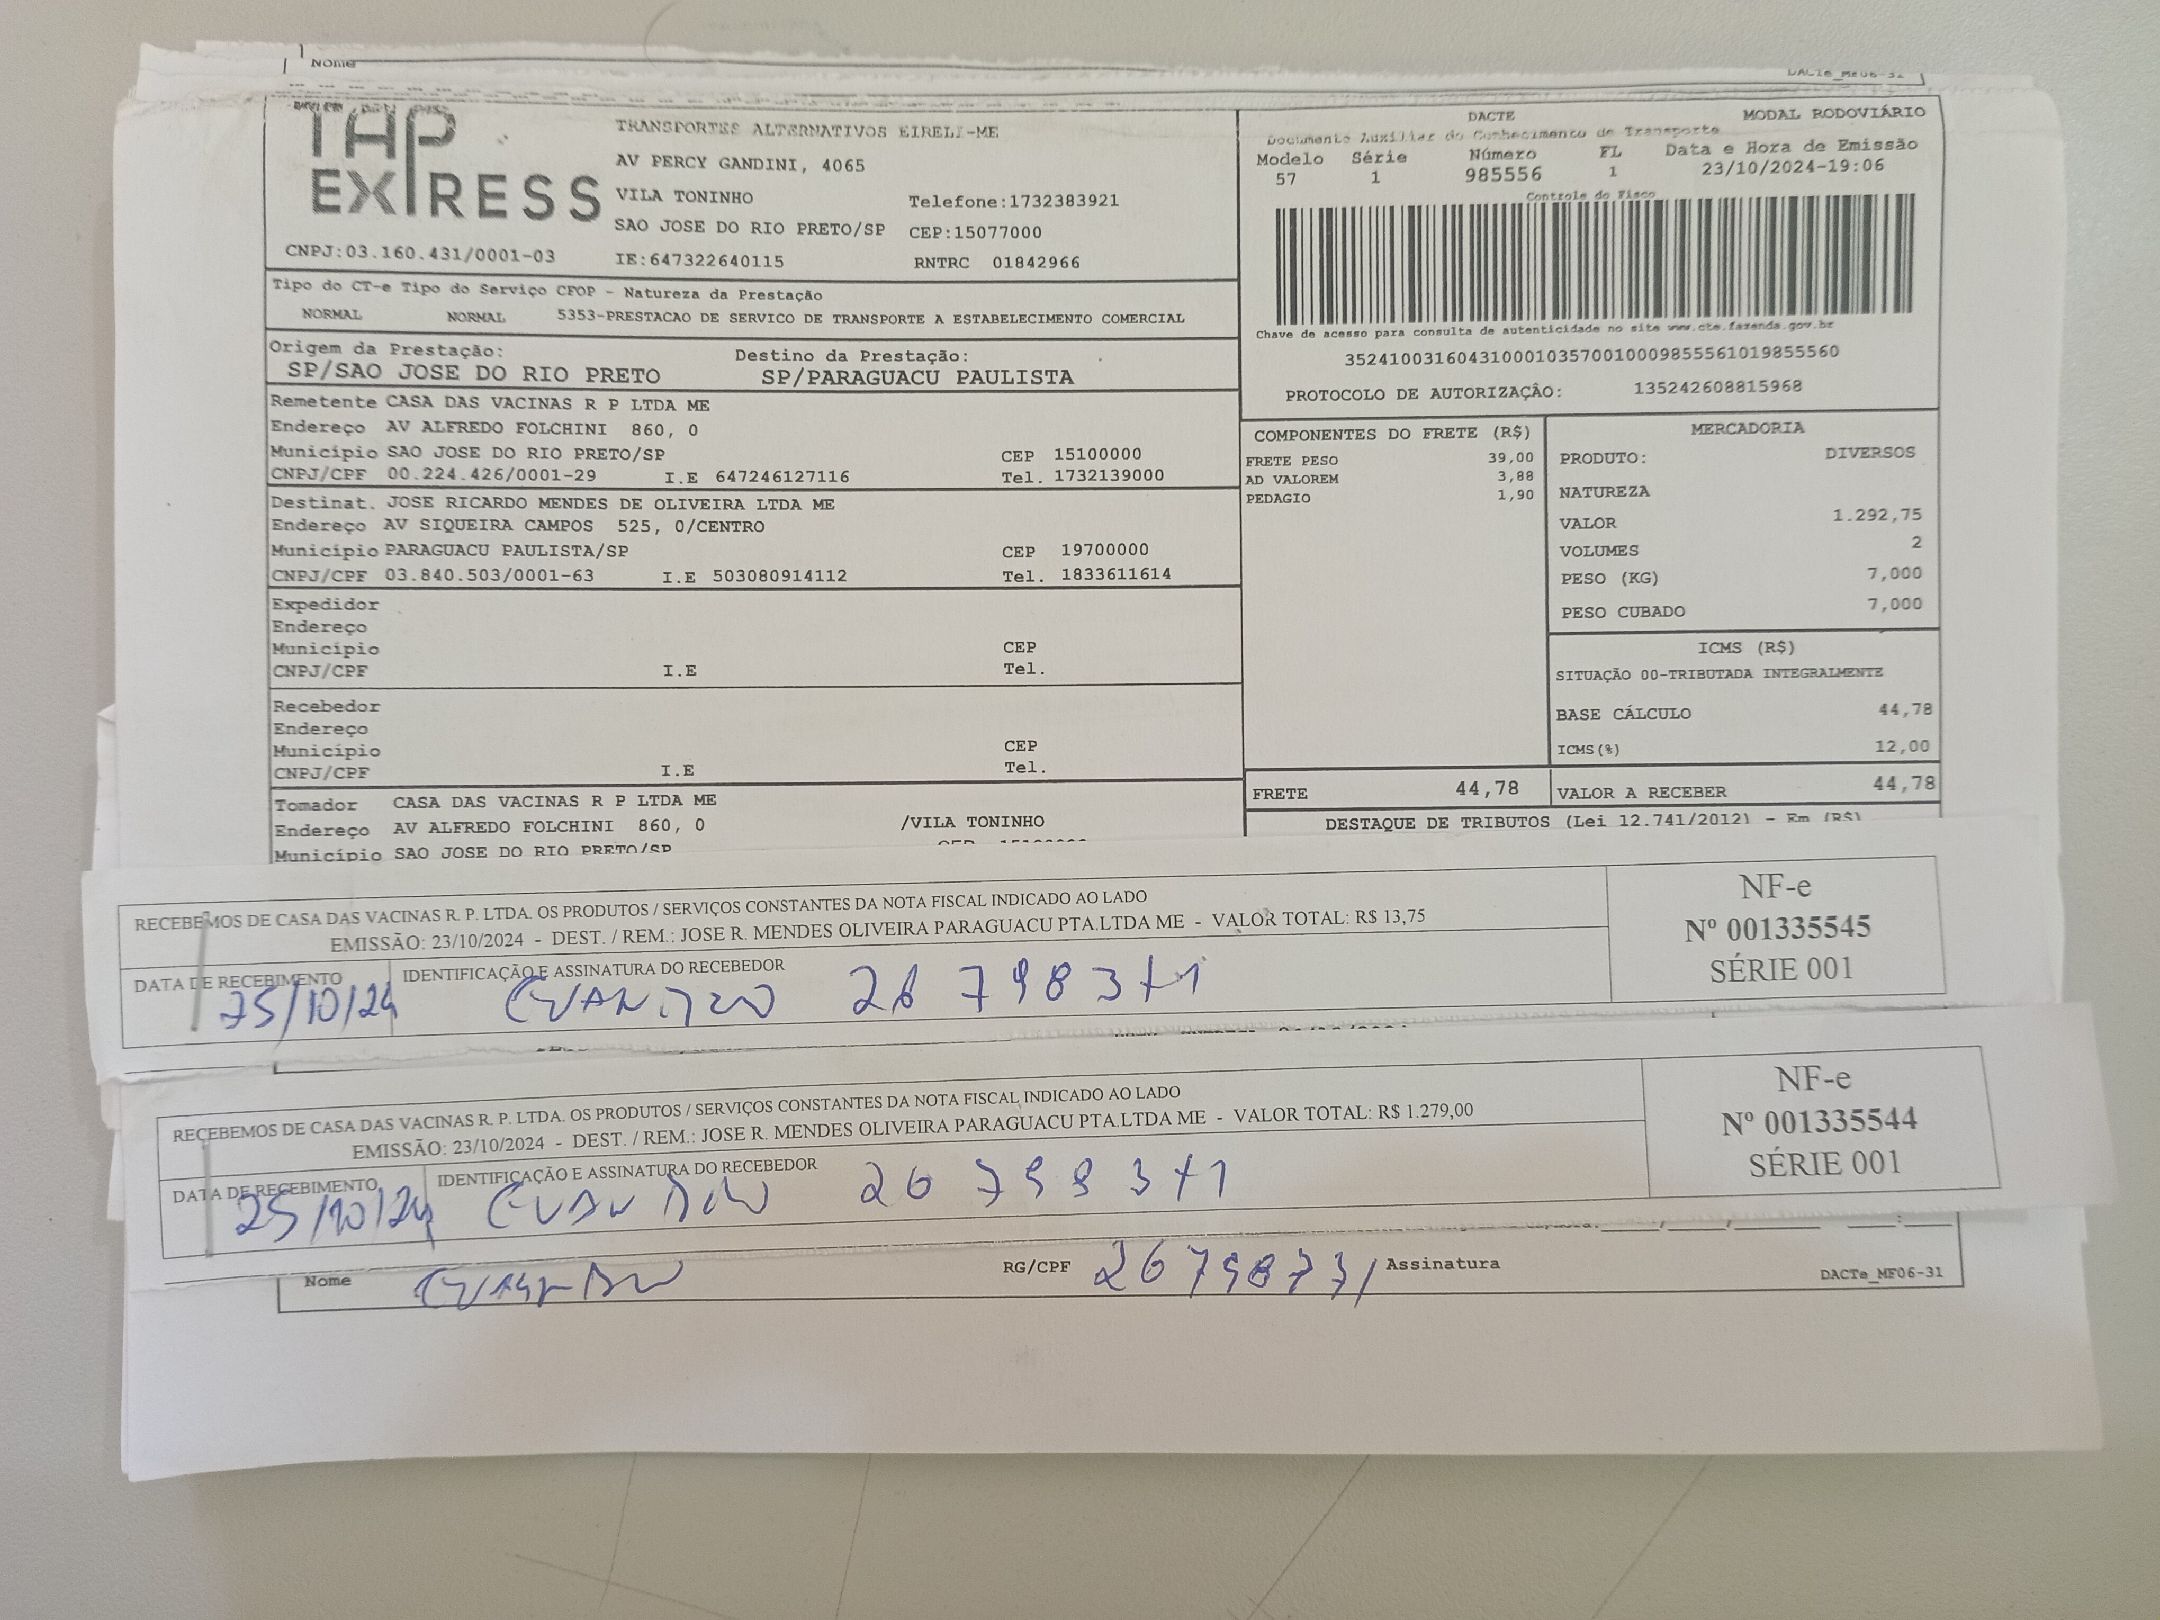 Nome
DACTe_MF06-31
TAP
EXPRESS
TRANSPORTES ALTERNATIVOS EIRELI-ME
AV PERCY GANDINI, 4065
VILA TONINHO Telefone:1732383921
SAO JOSE DO RIO PRETO/SP CEP:15077000
CNPJ:03.160.431/0001-03 IE:647322640115 RNTRC 01842966
DACTE MODAL RODOVIÁRIO
Documento Auxiliar do Conhecimento de Transporte
Modelo Série Número FL Data e Hora de Emissão
57 1 985556 1 23/10/2024-19:06
Controle do Fisco
Chave de acesso para consulta de autenticidade no site www.cte.fazenda.gov.br
35241003160431000103570010009855561019855560
PROTOCOLO DE AUTORIZAÇÂO: 135242608815968
Tipo do CT-e Tipo do Serviço CFOP - Natureza da Prestação
NORMAL NORMAL 5353-PRESTACAO DE SERVICO DE TRANSPORTE A ESTABELECIMENTO COMERCIAL
Origem da Prestação: Destino da Prestação:
SP/SAO JOSE DO RIO PRETO SP/PARAGUACU PAULISTA
Remetente CASA DAS VACINAS R P LTDA ME
Endereço AV ALFREDO FOLCHINI 860, 0
Município SAO JOSE DO RIO PRETO/SP CEP 15100000
CNPJ/CPF 00.224.426/0001-29 I.E 647246127116 Tel. 1732139000
Destinat. JOSE RICARDO MENDES DE OLIVEIRA LTDA ME
Endereço AV SIQUEIRA CAMPOS 525, 0/CENTRO
Município PARAGUACU PAULISTA/SP CEP 19700000
CNPJ/CPF 03.840.503/0001-63 I.E 503080914112 Tel. 1833611614
Expedidor
Endereço
Município CEP
CNPJ/CPF I.E Tel.
Recebedor
Endereço
Município CEP
CNPJ/CPF I.E Tel.
Tomador CASA DAS VACINAS R P LTDA ME
Endereço AV ALFREDO FOLCHINI 860, 0 /VILA TONINHO
Município SAO JOSE DO RIO PRETO/SP
COMPONENTES DO FRETE (R$)
FRETE PESO 39,00
AD VALOREM 3,88
PEDAGIO 1,90
MERCADORIA
PRODUTO: DIVERSOS
NATUREZA
VALOR 1.292,75
VOLUMES 2
PESO (KG) 7,000
PESO CUBADO 7,000
ICMS (R$)
SITUAÇÃO 00-TRIBUTADA INTEGRALMENTE
BASE CÁLCULO 44,78
ICMS(%) 12,00
FRETE 44,78 VALOR A RECEBER 44,78
DESTAQUE DE TRIBUTOS (Lei 12.741/2012) - Em (R$)
RECEBEMOS DE CASA DAS VACINAS R. P. LTDA. OS PRODUTOS / SERVIÇOS CONSTANTES DA NOTA FISCAL INDICADO AO LADO
EMISSÃO: 23/10/2024 - DEST. / REM.: JOSE R. MENDES OLIVEIRA PARAGUACU PTA.LTDA ME - VALOR TOTAL: R$ 13,75
DATA DE RECEBIMENTO IDENTIFICAÇÃO E ASSINATURA DO RECEBEDOR
25/10/24
NF-e
Nº 001335545
SÉRIE 001
RECEBEMOS DE CASA DAS VACINAS R. P. LTDA. OS PRODUTOS / SERVIÇOS CONSTANTES DA NOTA FISCAL INDICADO AO LADO
EMISSÃO: 23/10/2024 - DEST. / REM.: JOSE R. MENDES OLIVEIRA PARAGUACU PTA.LTDA ME - VALOR TOTAL: R$ 1.279,00
DATA DE RECEBIMENTO IDENTIFICAÇÃO E ASSINATURA DO RECEBEDOR
25/10/24
NF-e
Nº 001335544
SÉRIE 001
Nome RG/CPF Assinatura
DACTe_MF06-31